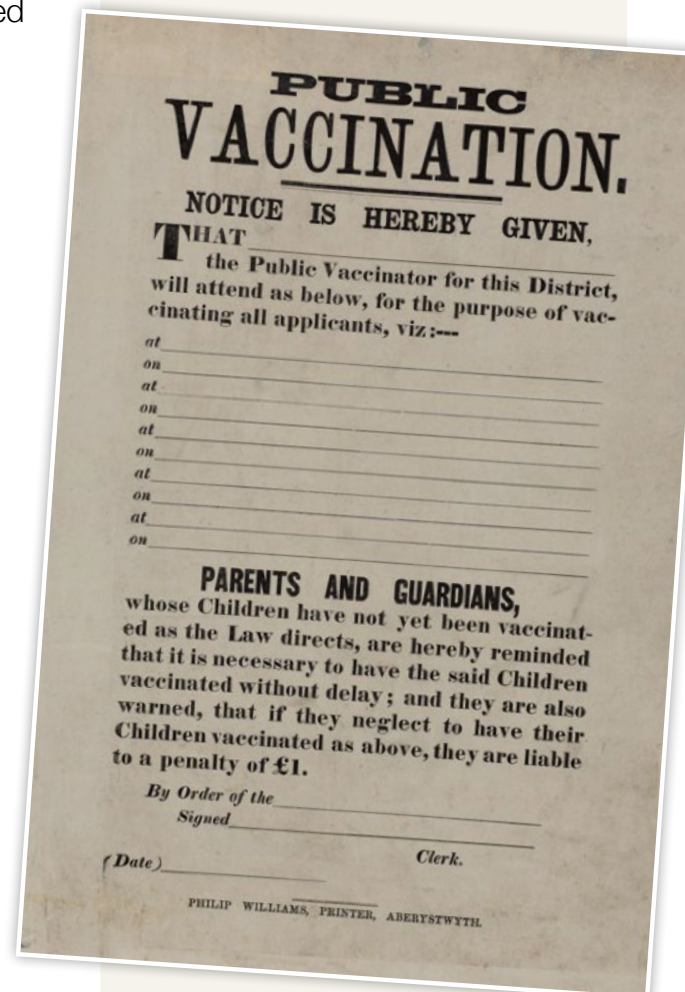 ed
PUBLIC
VACCINATION.
NOTICE IS HEREBY GIVEN,
THAT
the Public Vaccinator for this District,
will attend as below, for the purpose of vac-
cinating all applicants, viz:---
at
on
at
on
at
on
at
on
at
on
PARENTS AND GUARDIANS,
whose Children have not yet been vaccinat-
ed as the Law directs, are hereby reminded
that it is necessary to have the said Children
vaccinated without delay; and they are also
warned, that if they neglect to have their
Children vaccinated as above, they are liable
to a penalty of £1.
By Order of the
Signed
Clerk.
(Date)
PHILIP WILLIAMS, PRINTER, ABERYSTWYTH.